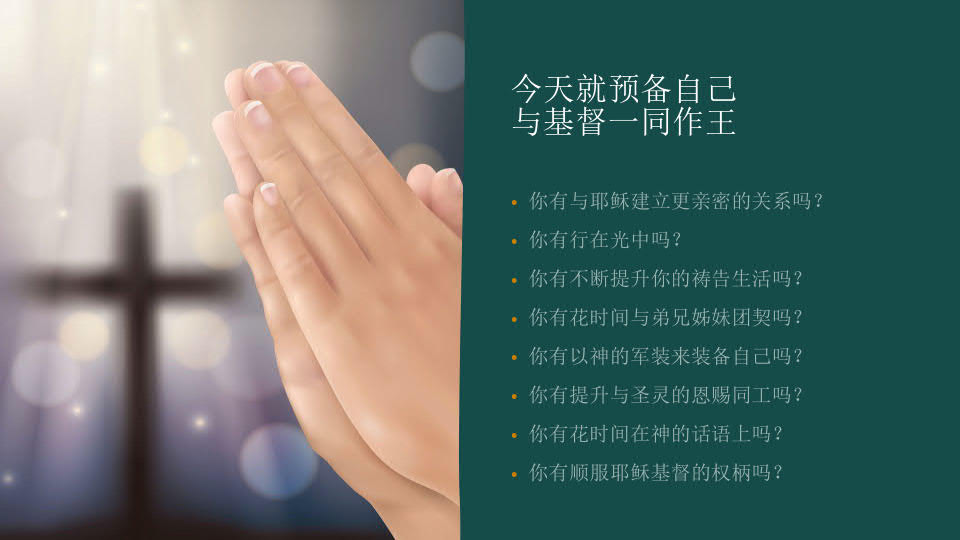 今天就预备自己
与基督一同作王
• 你有与耶稣建立更亲密的关系吗？
• 你有行在光中吗？
• 你有不断提升你的祷告生活吗？
• 你有花时间与弟兄姊妹团契吗？
• 你有以神的军装来装备自己吗？
• 你有提升与圣灵的恩赐同工吗？
• 你有花时间在神的话语上吗？
• 你有顺服耶稣基督的权柄吗？